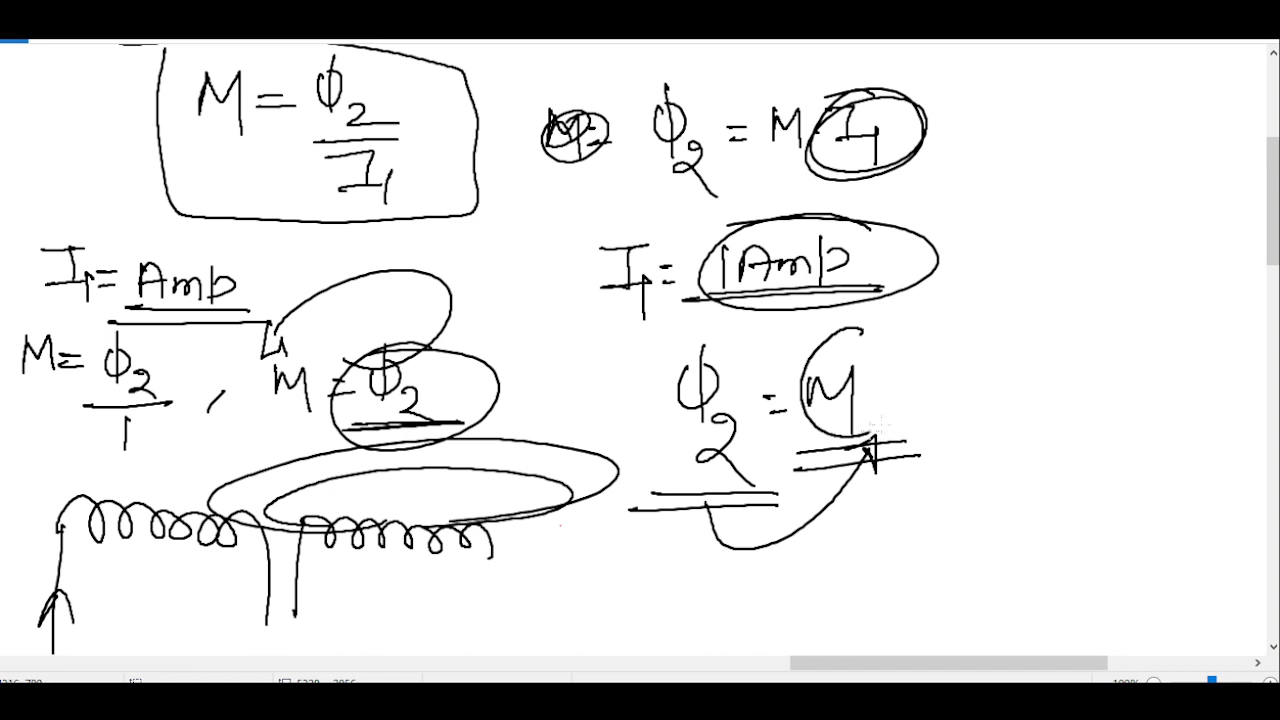 M = ϕ₂/I₁
ϕ₂ = M I₁
I₁ = Amp
I₁ = 1Amp
M = ϕ₂/1 , M = ϕ₂
ϕ₂ = M